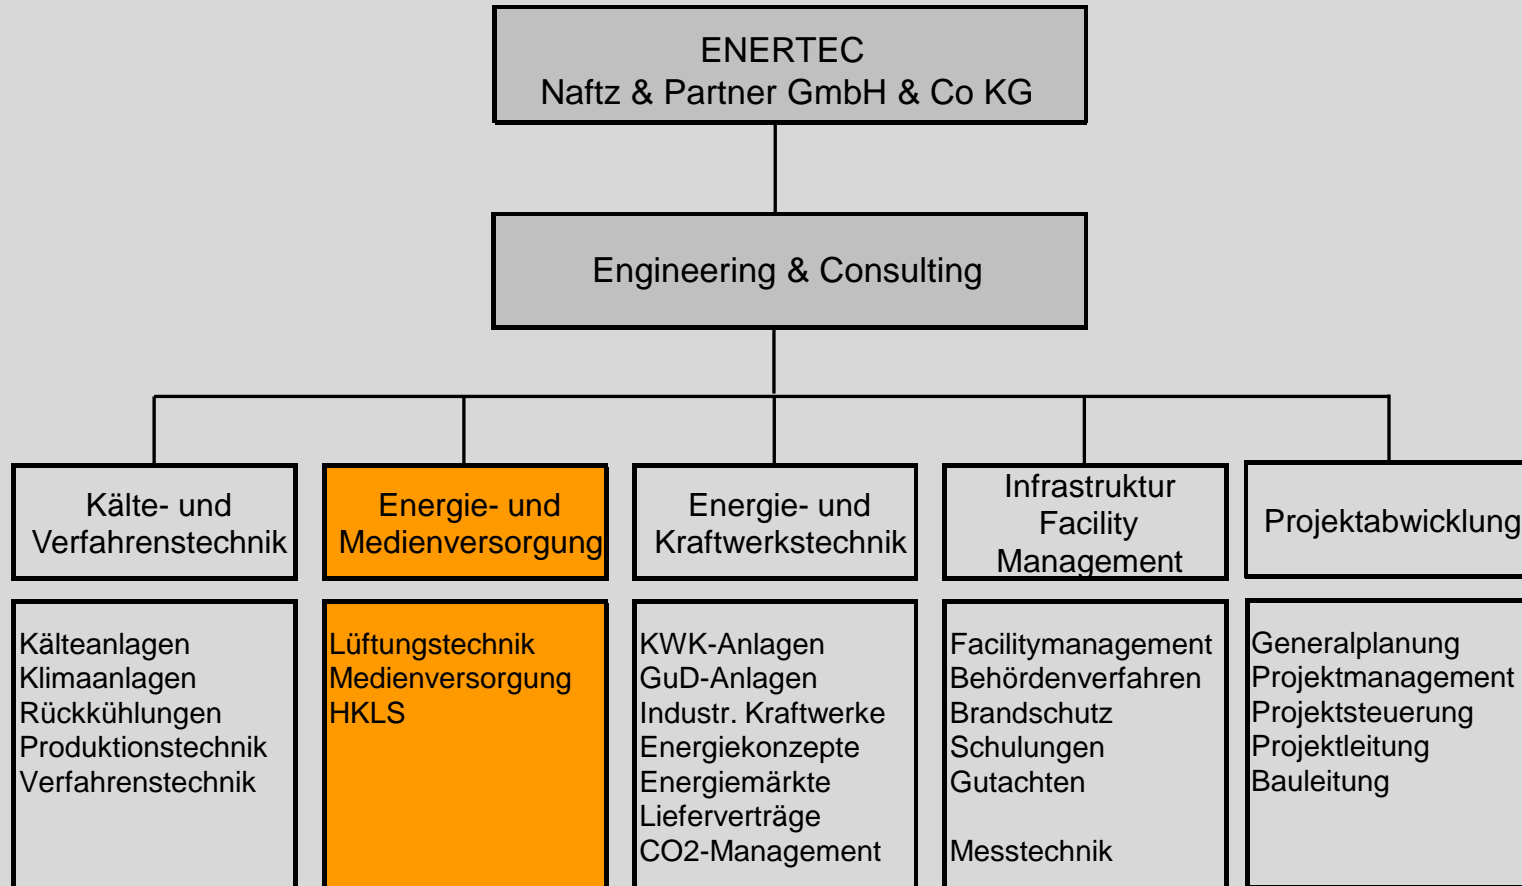 ENERTEC
Naftz & Partner GmbH & Co KG
Engineering & Consulting
Kälte- und
Verfahrenstechnik
Energie- und
Medienversorgung
Energie- und
Kraftwerkstechnik
Infrastruktur
Facility
Management
Projektabwicklung
Kälteanlagen
Klimaanlagen
Rückkühlungen
Produktionstechnik
Verfahrenstechnik
Lüftungstechnik
Medienversorgung
HKLS
KWK-Anlagen
GuD-Anlagen
Industr. Kraftwerke
Energiekonzepte
Energiemärkte
Lieferverträge
CO2-Management
Facilitymanagement
Behördenverfahren
Brandschutz
Schulungen
Gutachten
Messtechnik
Generalplanung
Projektmanagement
Projektsteuerung
Projektleitung
Bauleitung